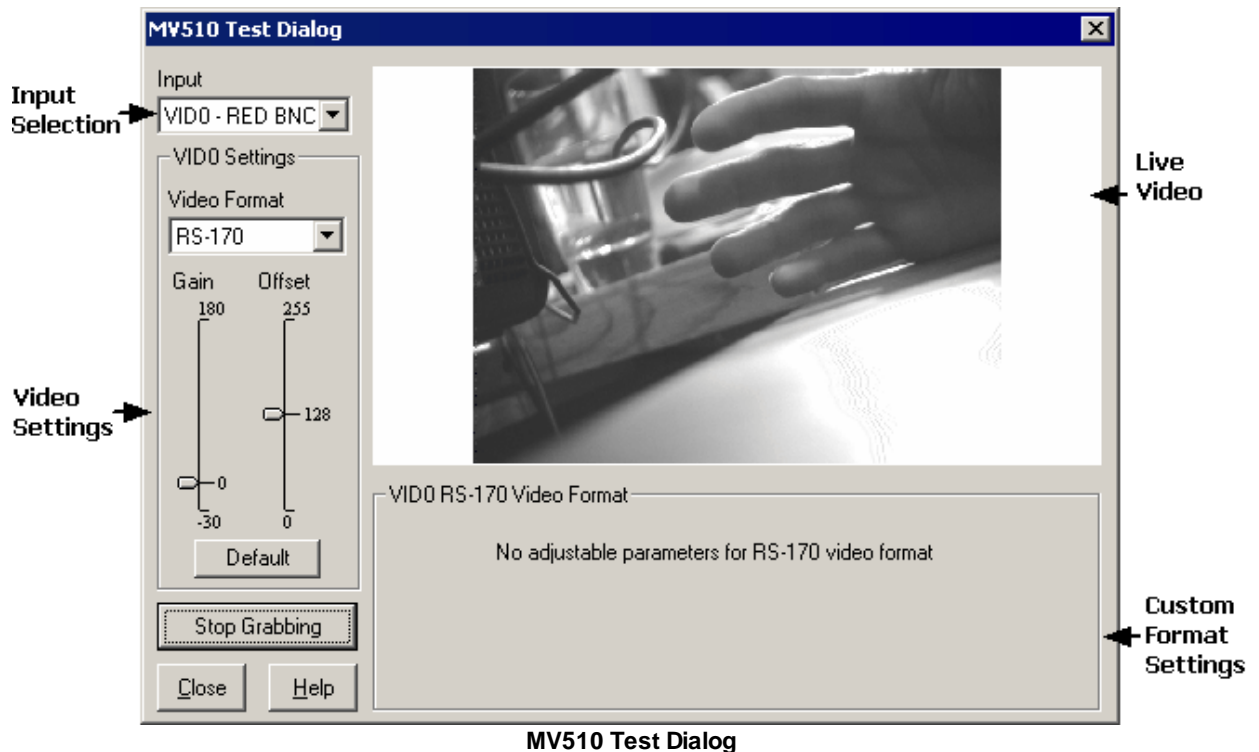 MV510 Test Dialog
Input
Selection
Input
VID0 - RED BNC
VID0 Settings
Video Format
RS-170
Gain
Offset
180
255
128
0
-30
0
Default
Stop Grabbing
Close
Help
Video
Settings
Live
Video
VID0 RS-170 Video Format
No adjustable parameters for RS-170 video format
Custom
Format
Settings
MV510 Test Dialog